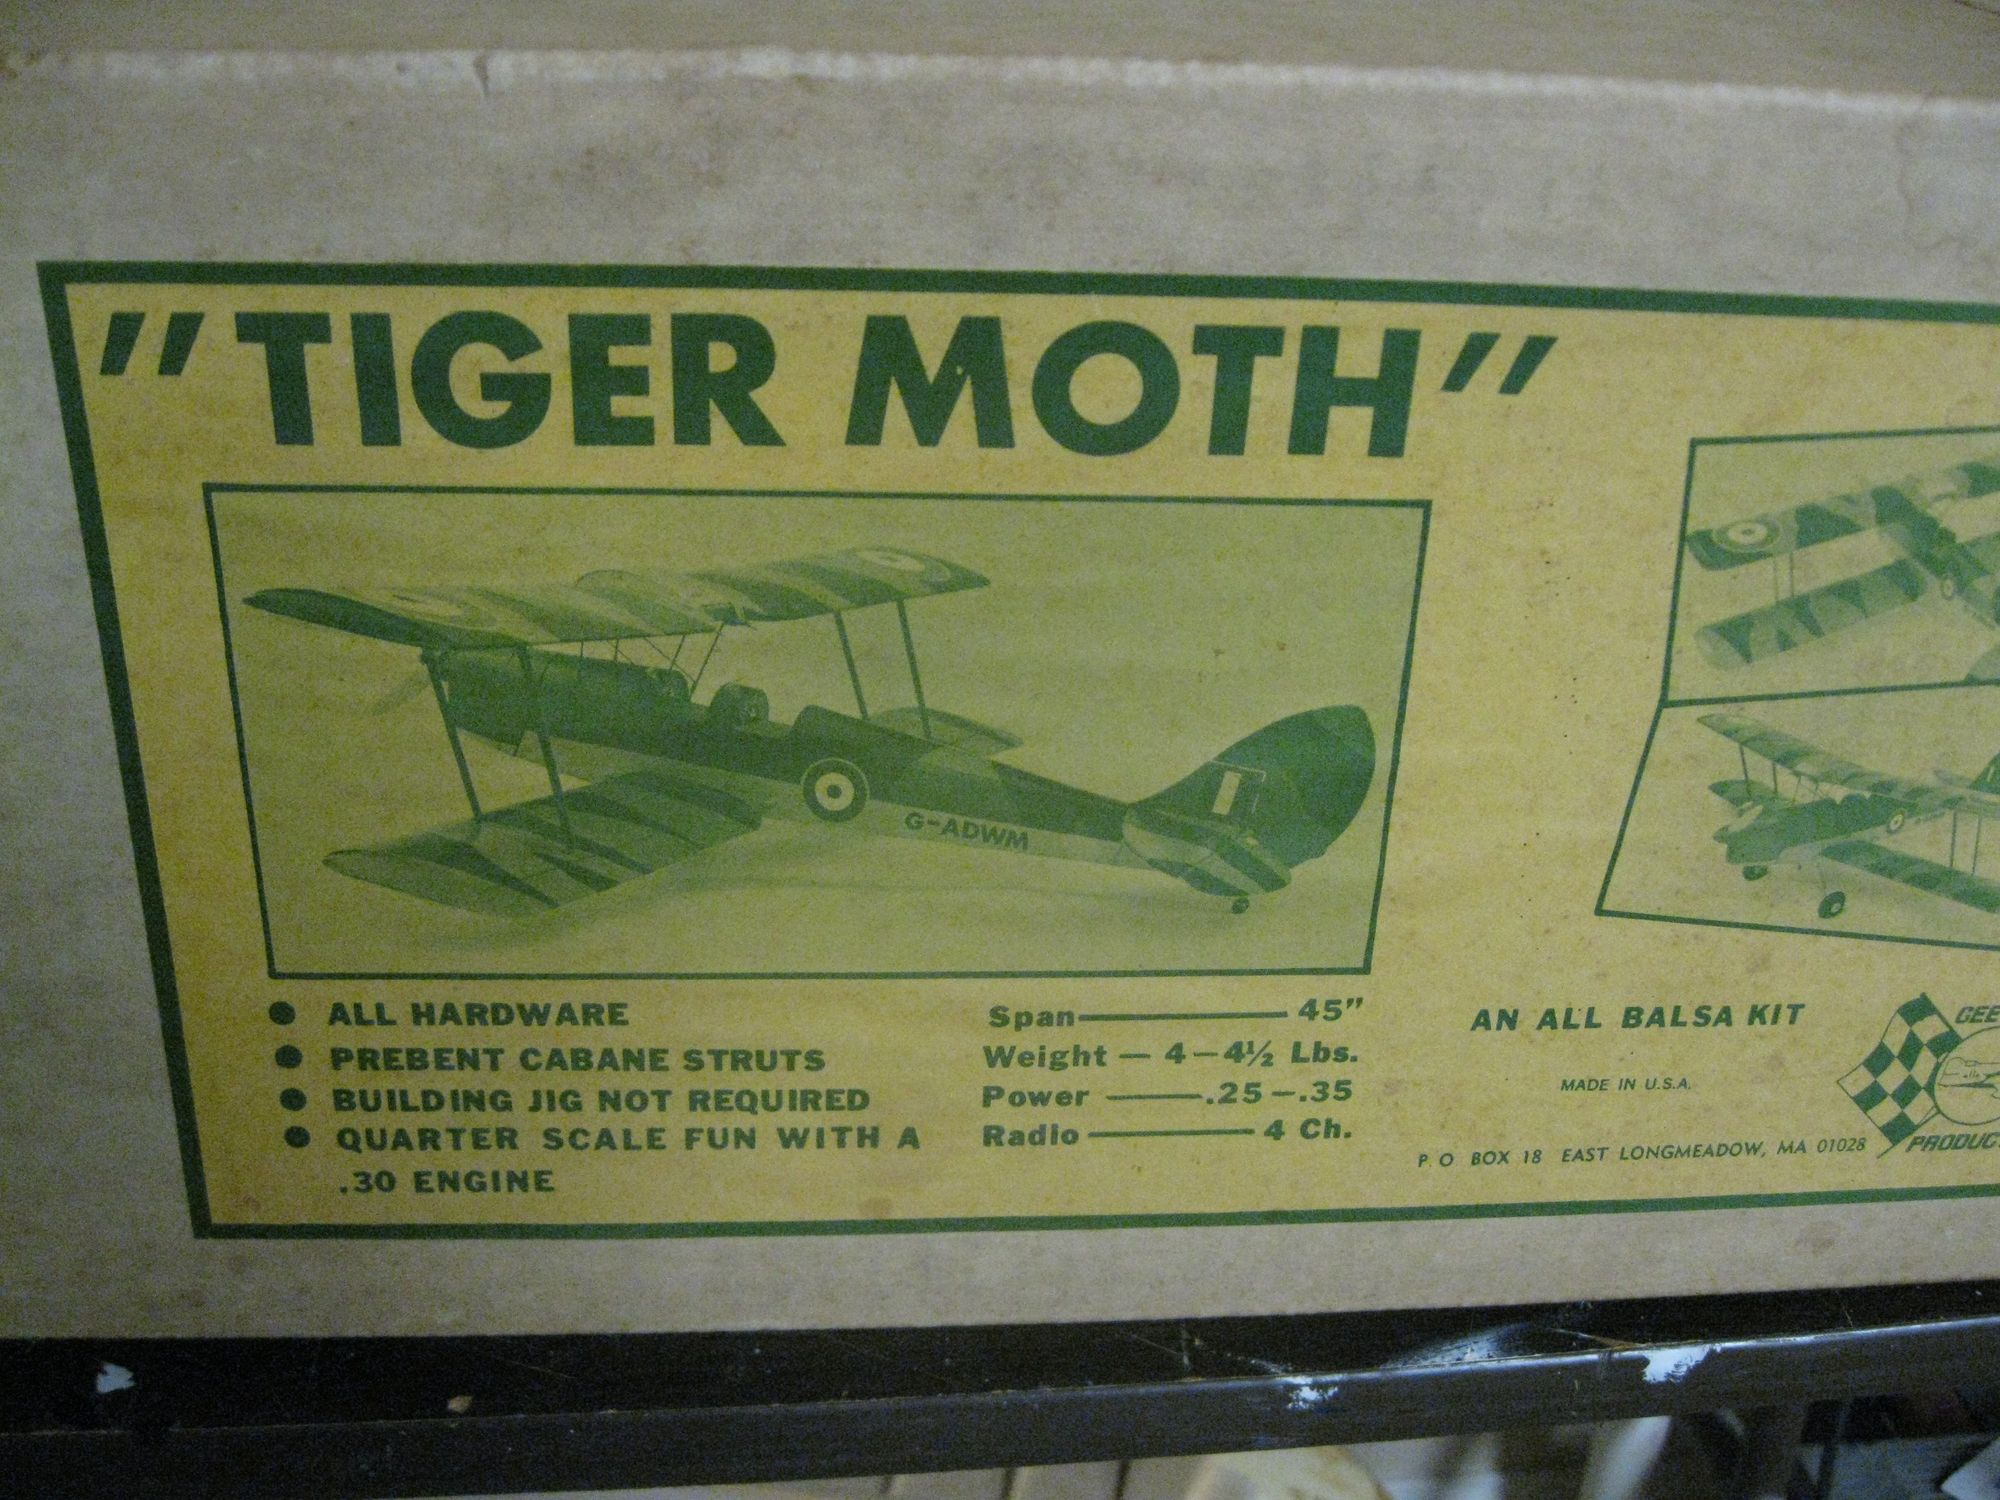 "TIGER MOTH"
G-ADWM
● ALL HARDWARE
● PREBENT CABANE STRUTS
● BUILDING JIG NOT REQUIRED
● QUARTER SCALE FUN WITH A
.30 ENGINE
Span 45"
Weight — 4-4½ Lbs.
Power .25-.35
Radio 4 Ch.
AN ALL BALSA KIT
MADE IN U.S.A.
P.O BOX 18 EAST LONGMEADOW, MA 01028